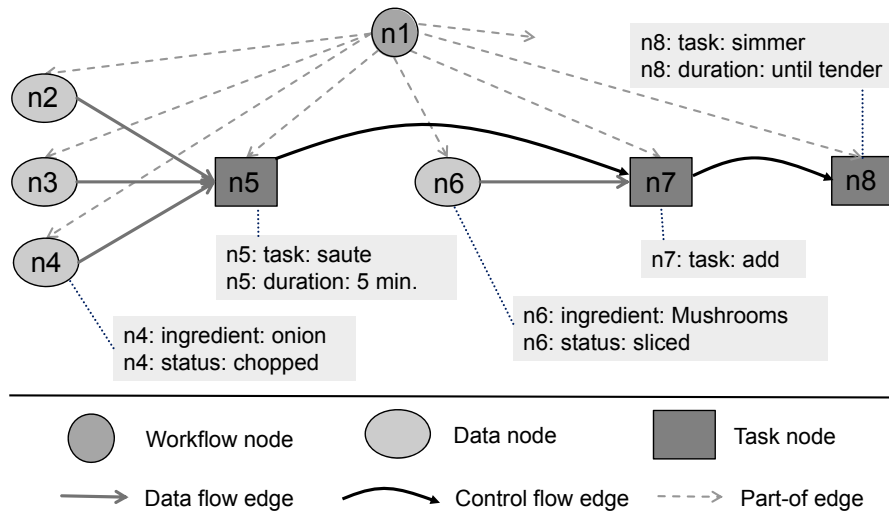 n1
n8: task: simmer
n8: duration: until tender
n2
n3
n5
n6
n7
n8
n4
n5: task: saute
n5: duration: 5 min.
n7: task: add
n4: ingredient: onion
n4: status: chopped
n6: ingredient: Mushrooms
n6: status: sliced
Workflow node
Data node
Task node
Data flow edge
Control flow edge
Part-of edge